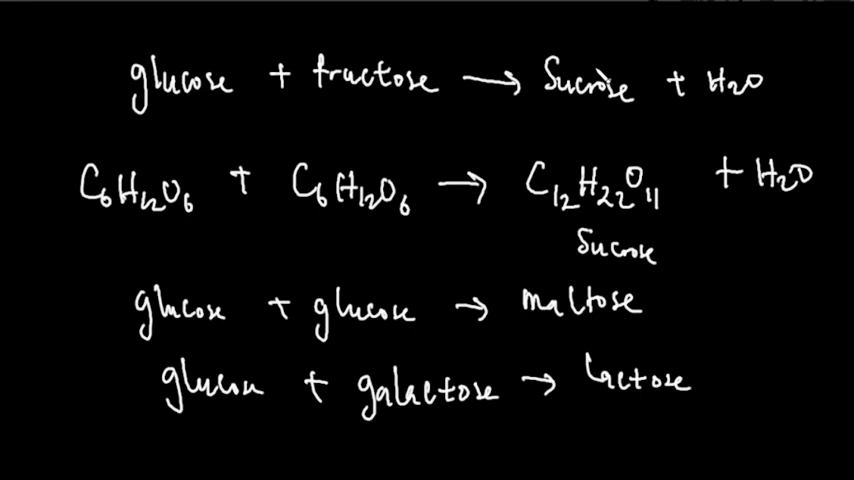 glucose + fructose → Sucrose + H2O
C6H12O6 + C6H12O6 → C12H22O11 + H2O
Sucrose
glucose + glucose → maltose
glucose + galactose → Lactose